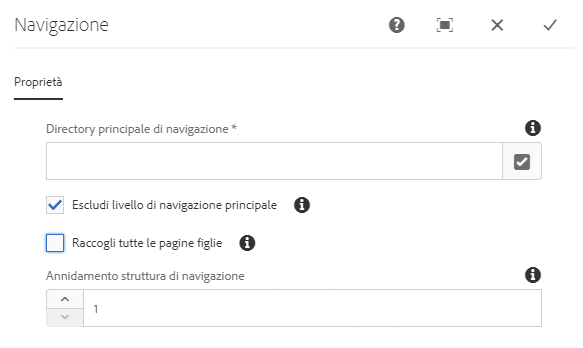 Navigazione
Proprietà
Directory principale di navigazione *
Escludi livello di navigazione principale
Raccogli tutte le pagine figlie
Annidamento struttura di navigazione
1